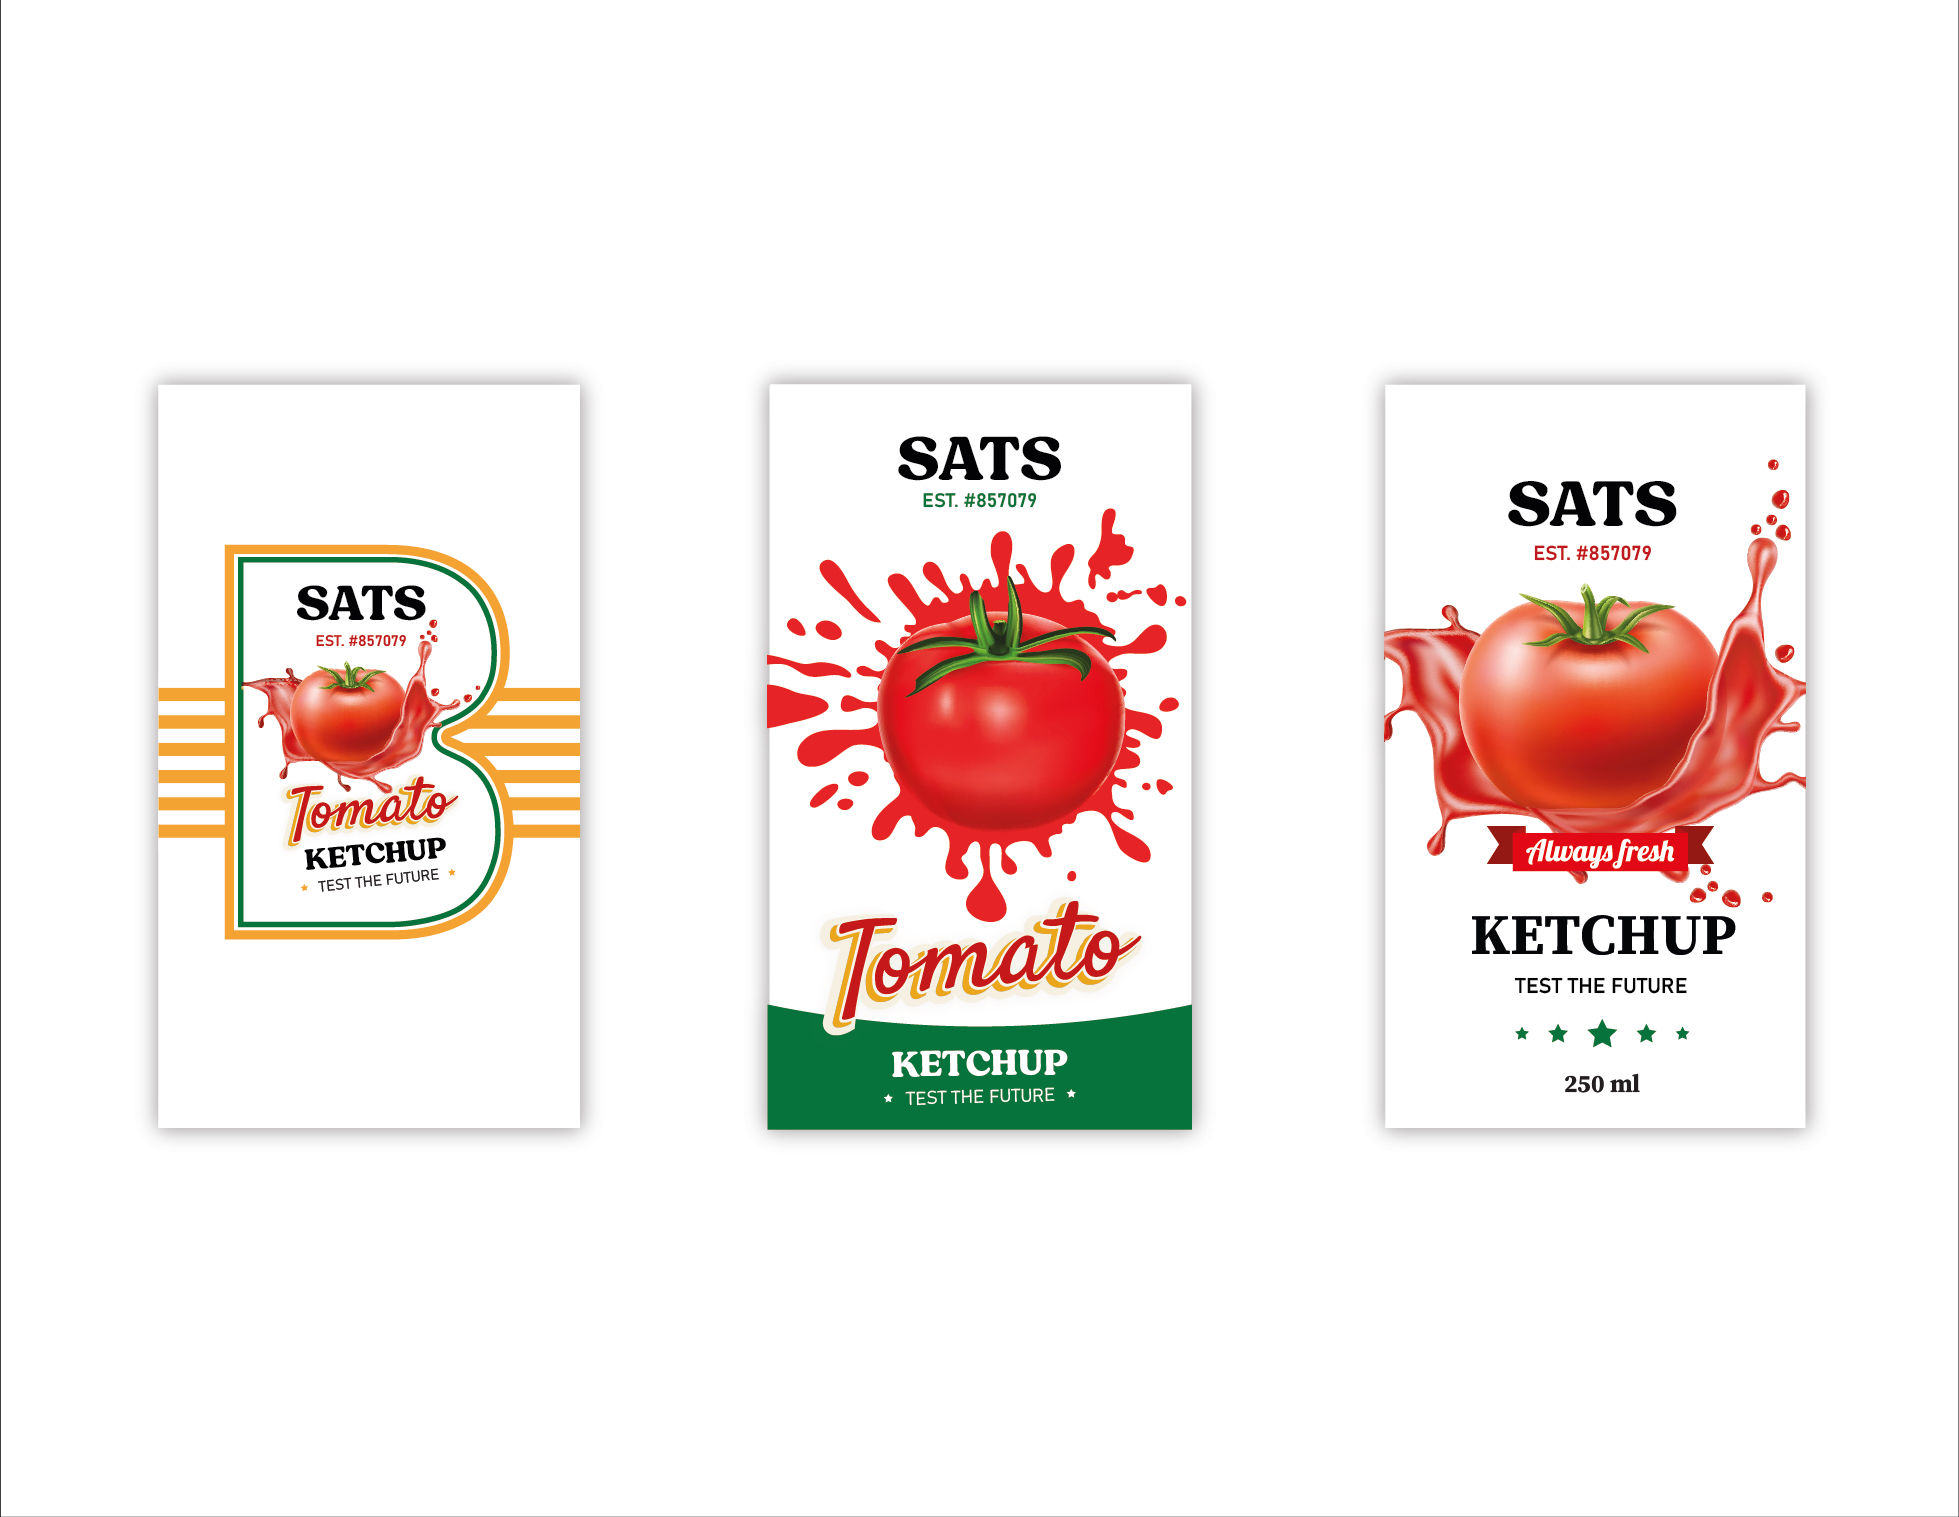 SATS
EST. #857079
Tomato
KETCHUP
TEST THE FUTURE
SATS
EST. #857079
Tomato
KETCHUP
TEST THE FUTURE
SATS
EST. #857079
Always fresh
KETCHUP
TEST THE FUTURE
250 ml